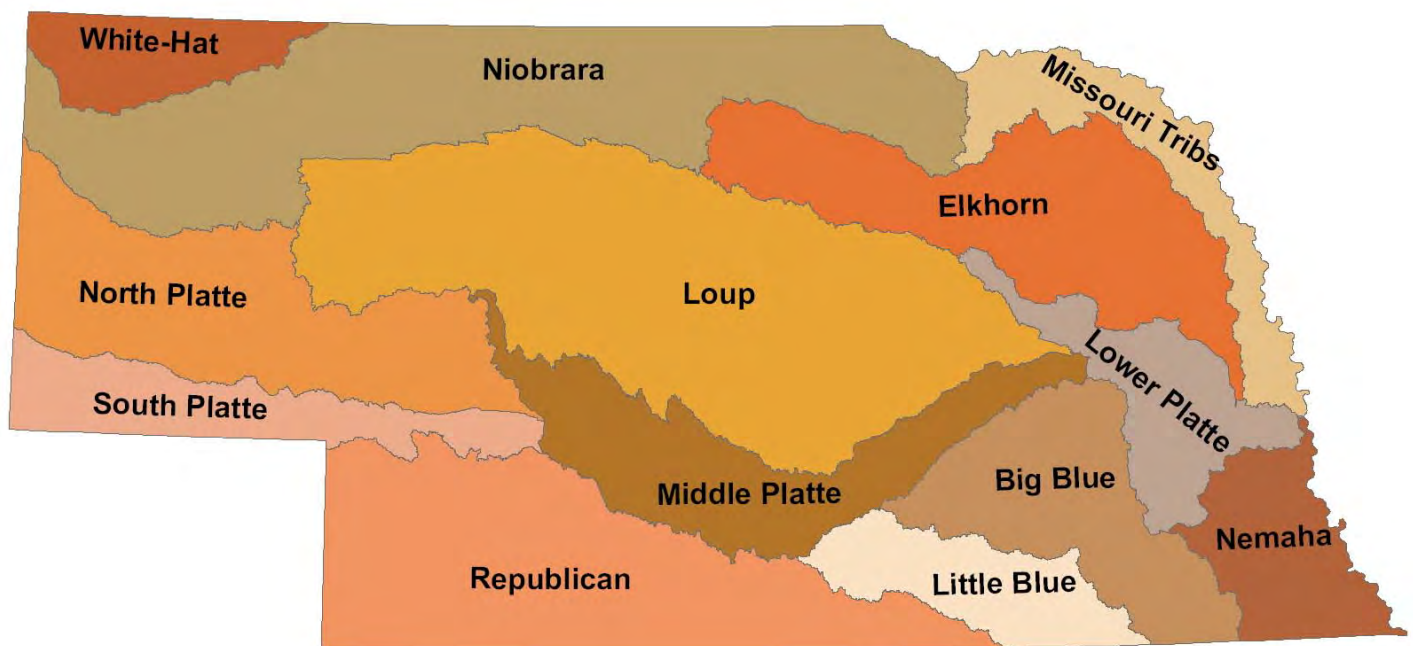 White-Hat
Niobrara
Missouri Tribs
Elkhorn
North Platte
Loup
Lower Platte
South Platte
Middle Platte
Big Blue
Nemaha
Republican
Little Blue